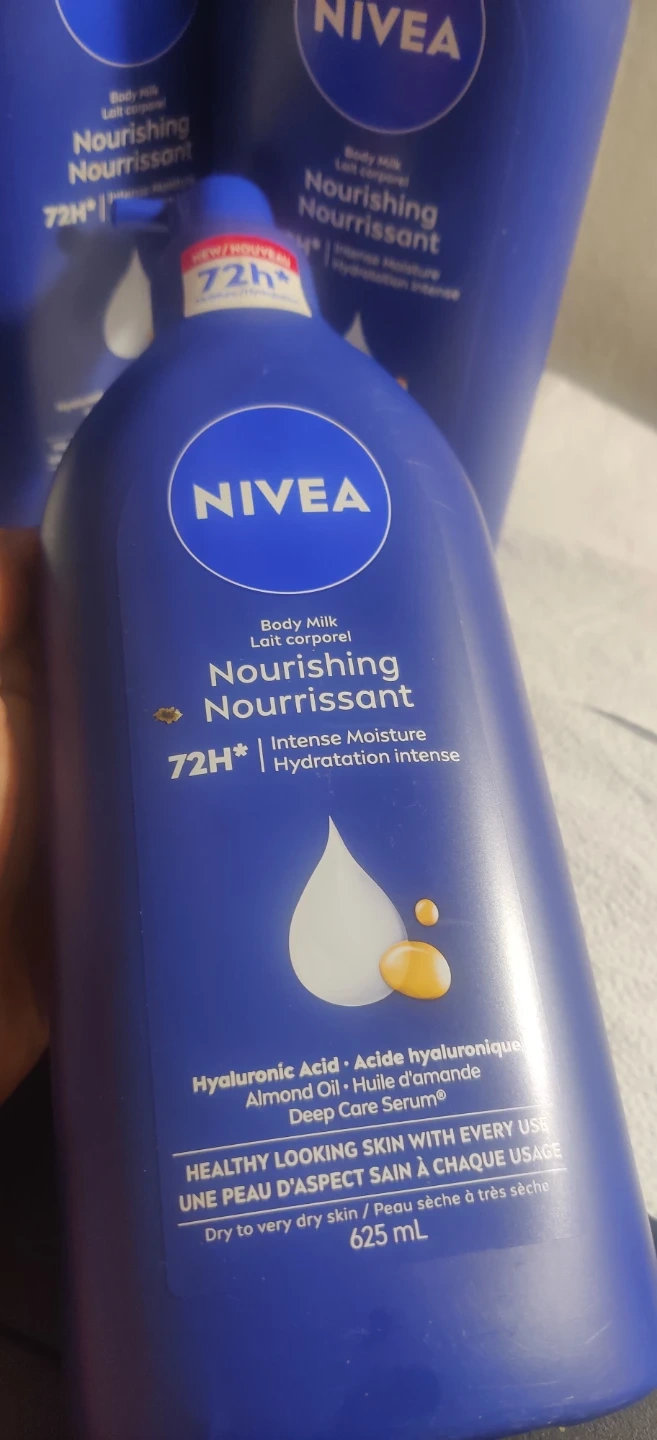 Body Milk
Lait corporel
Nourishing
Nourrissant
72H*
NIVEA
Body Milk
Lait corporel
Nourishing
Nourrissant
Intense Moisture
Hydratation intense
NEW / NOUVEAU
72h*
NIVEA
Body Milk
Lait corporel
Nourishing
Nourrissant
72H* | Intense Moisture
Hydratation intense
Hyaluronic Acid • Acide hyaluronique
Almond Oil • Huile d'amande
Deep Care Serum®
HEALTHY LOOKING SKIN WITH EVERY USE
UNE PEAU D'ASPECT SAIN À CHAQUE USAGE
Dry to very dry skin / Peau sèche à très sèche
625 mL